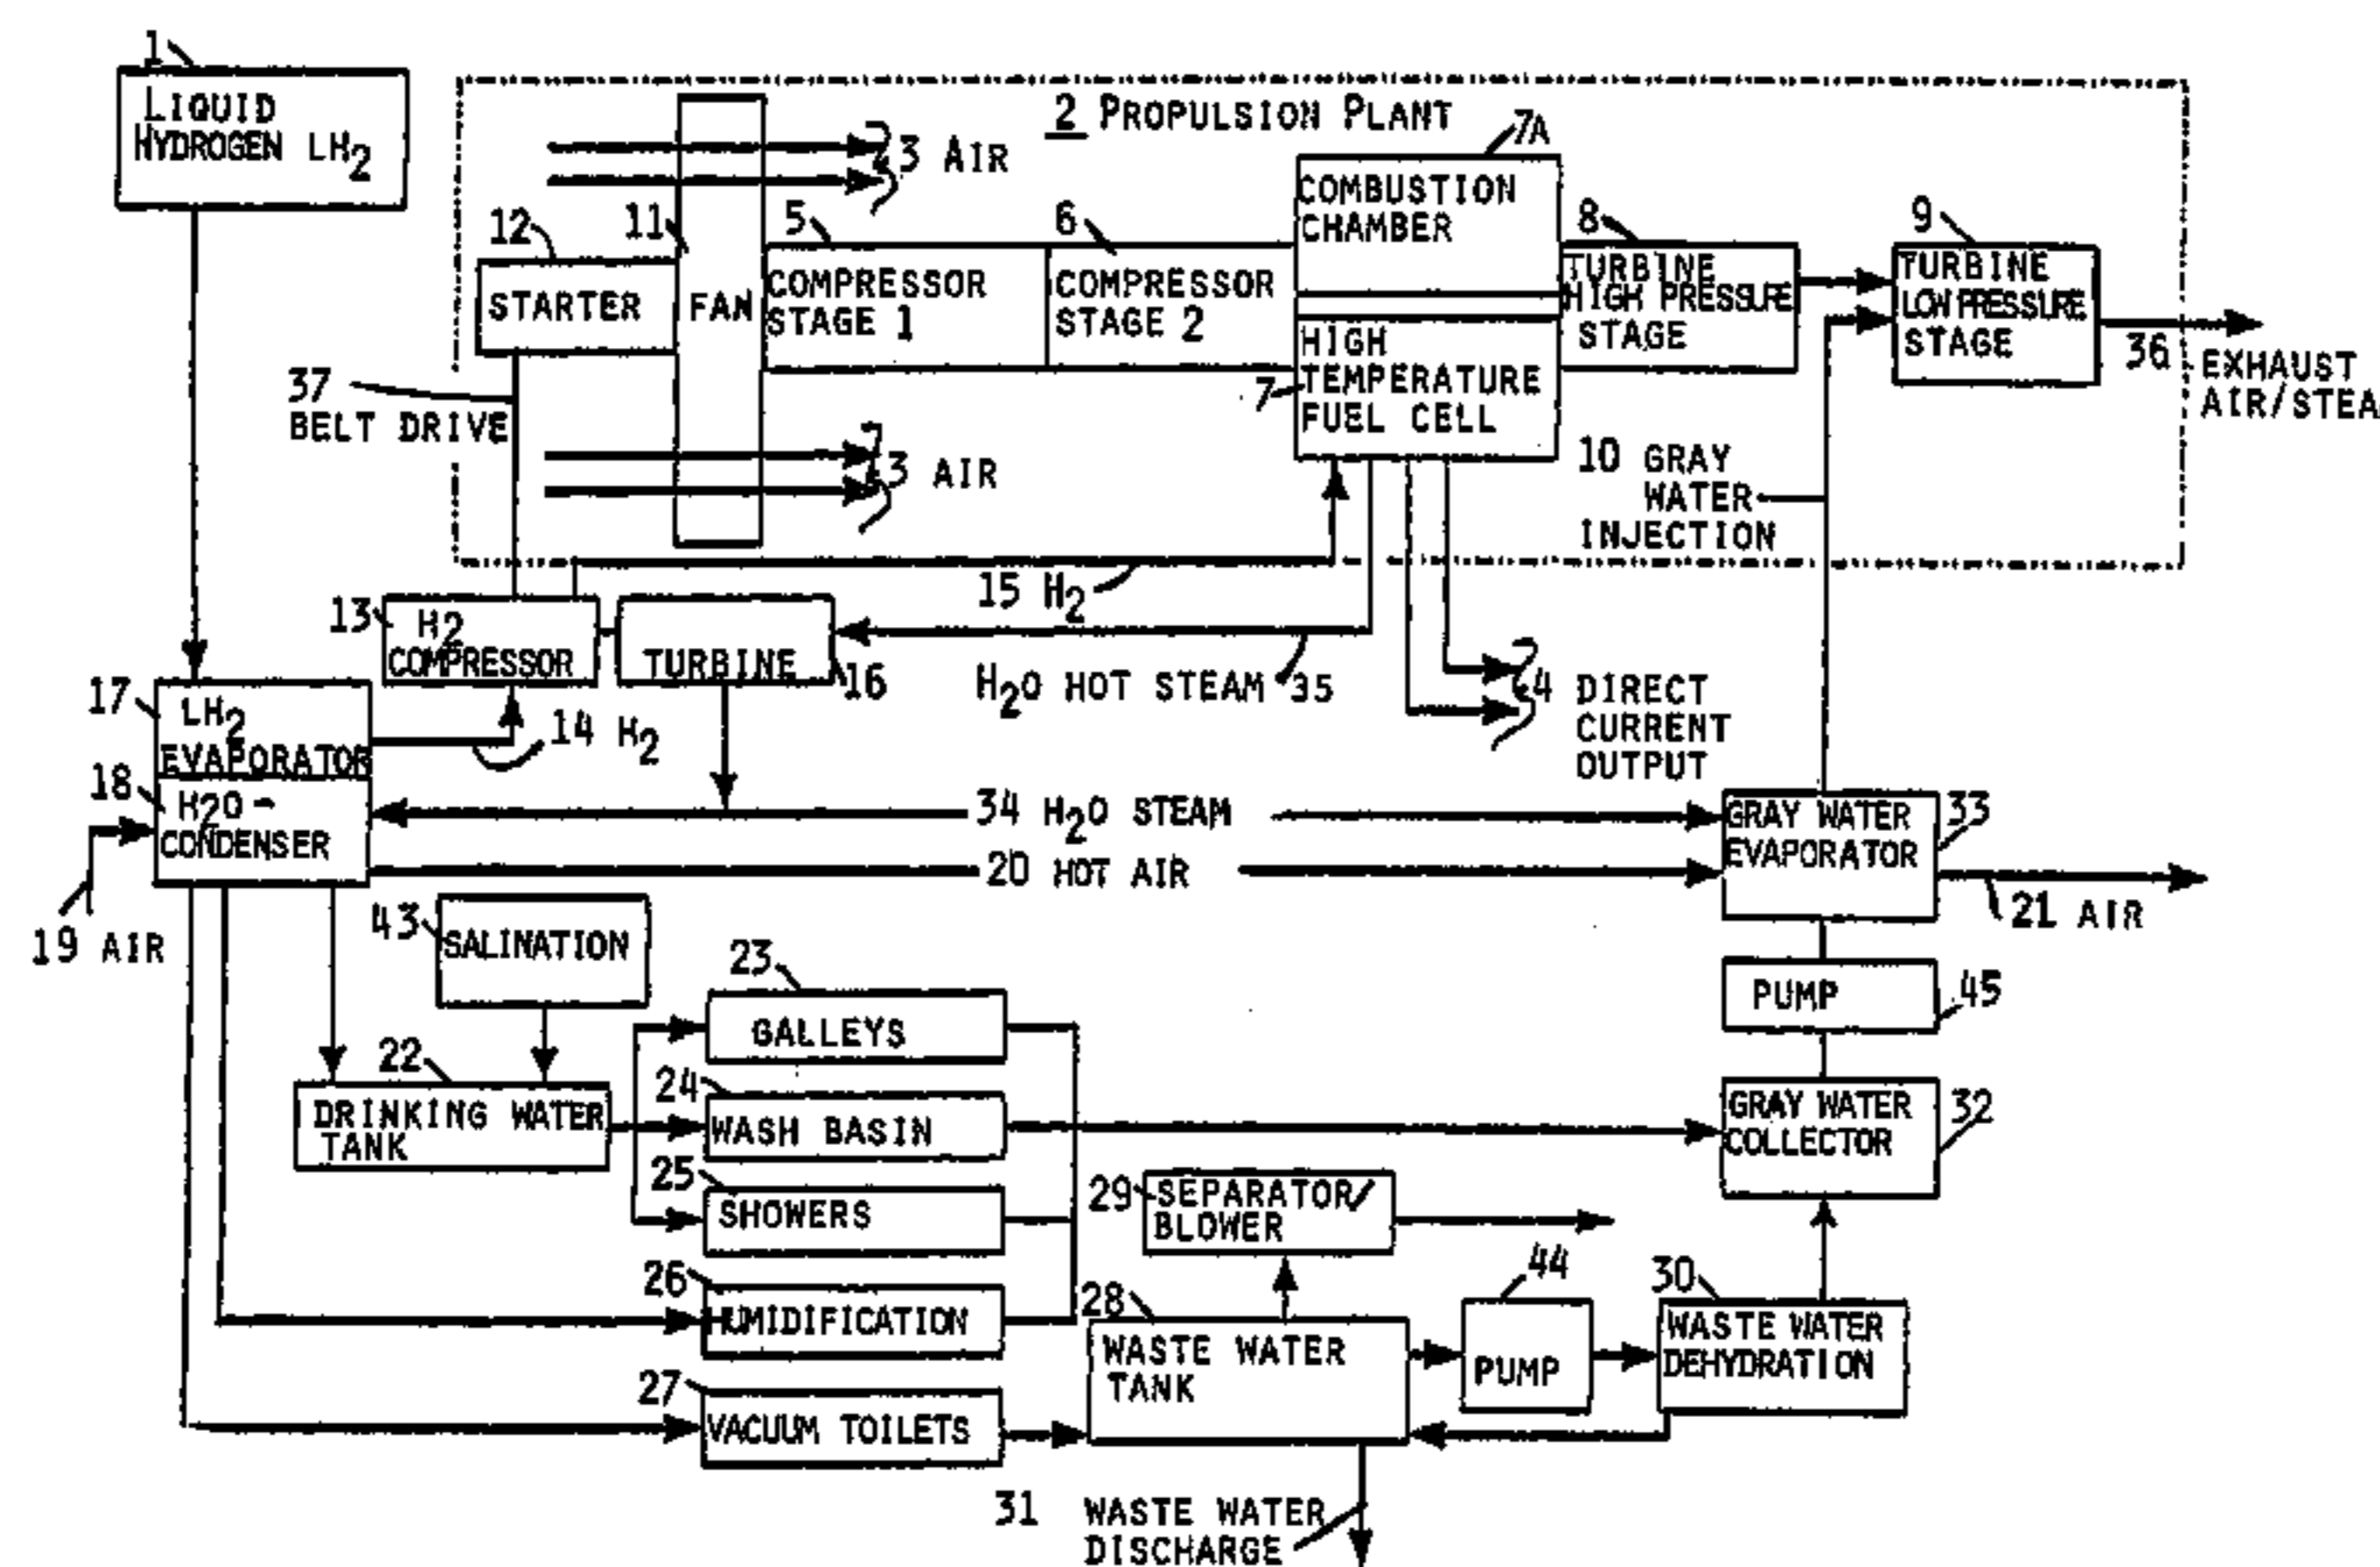 1
LIQUID
HYDROGEN LH2
2 PROPULSION PLANT
7A
3 AIR
COMBUSTION
CHAMBER
12
11
5
6
8
9
STARTER
FAN
COMPRESSOR
STAGE 1
COMPRESSOR
STAGE 2
TURBINE
HIGH PRESSURE
STAGE
TURBINE
LOW PRESSURE
STAGE
37
BELT DRIVE
7
HIGH
TEMPERATURE
FUEL CELL
36
EXHAUST
AIR/STEA
3 AIR
10 GRAY
WATER
INJECTION
15 H2
13
H2
COMPRESSOR
TURBINE
16
H2O HOT STEAM 35
4 DIRECT
CURRENT
OUTPUT
17
LH2
EVAPORATOR
14 H2
18
H2O-
CONDENSER
34 H2O STEAM
GRAY WATER
EVAPORATOR
33
20 HOT AIR
19 AIR
21 AIR
43
SALINATION
23
GALLEYS
PUMP
45
22
DRINKING WATER
TANK
24
WASH BASIN
GRAY WATER
COLLECTOR
32
25
SHOWERS
29
SEPARATOR/
BLOWER
26
HUMIDIFICATION
28
WASTE WATER
TANK
44
PUMP
30
WASTE WATER
DEHYDRATION
27
VACUUM TOILETS
31 WASTE WATER
DISCHARGE